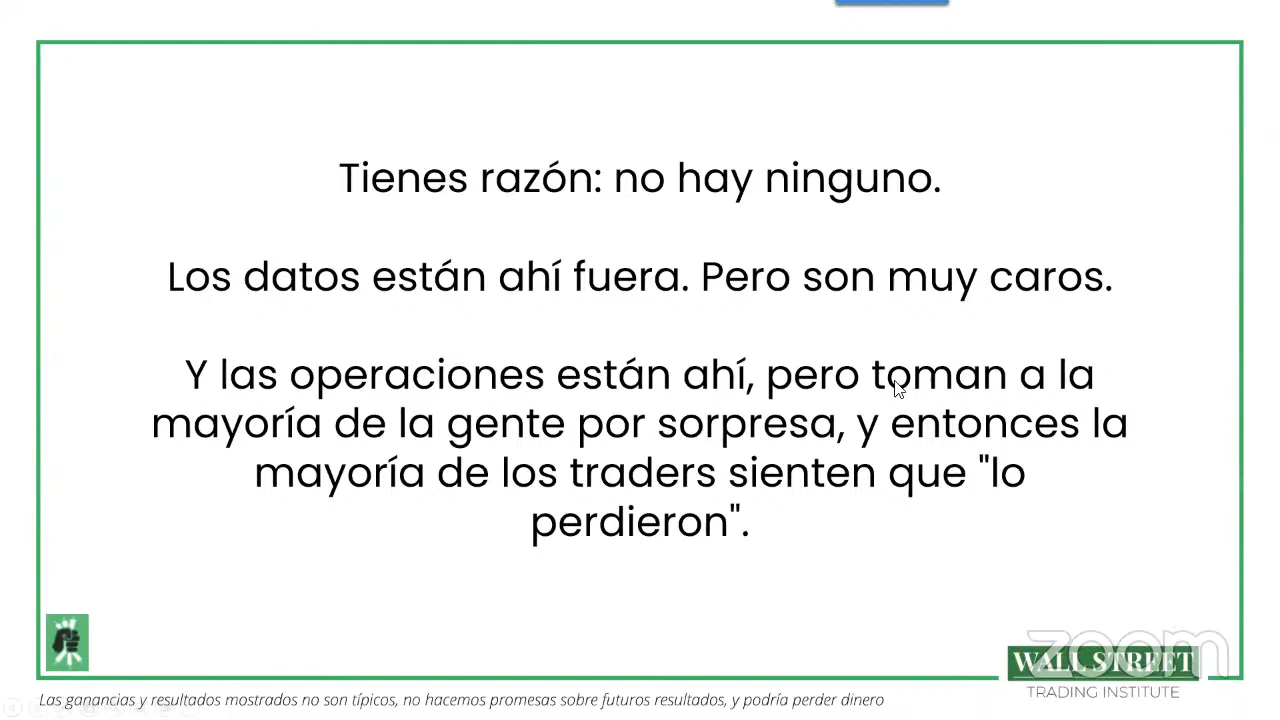 Tienes razón: no hay ninguno.
Los datos están ahí fuera. Pero son muy caros.
Y las operaciones están ahí, pero toman a la
mayoría de la gente por sorpresa, y entonces la
mayoría de los traders sienten que "lo
perdieron".
zoom
WALL STREET
TRADING INSTITUTE
Las ganancias y resultados mostrados no son típicos, no hacemos promesas sobre futuros resultados, y podría perder dinero